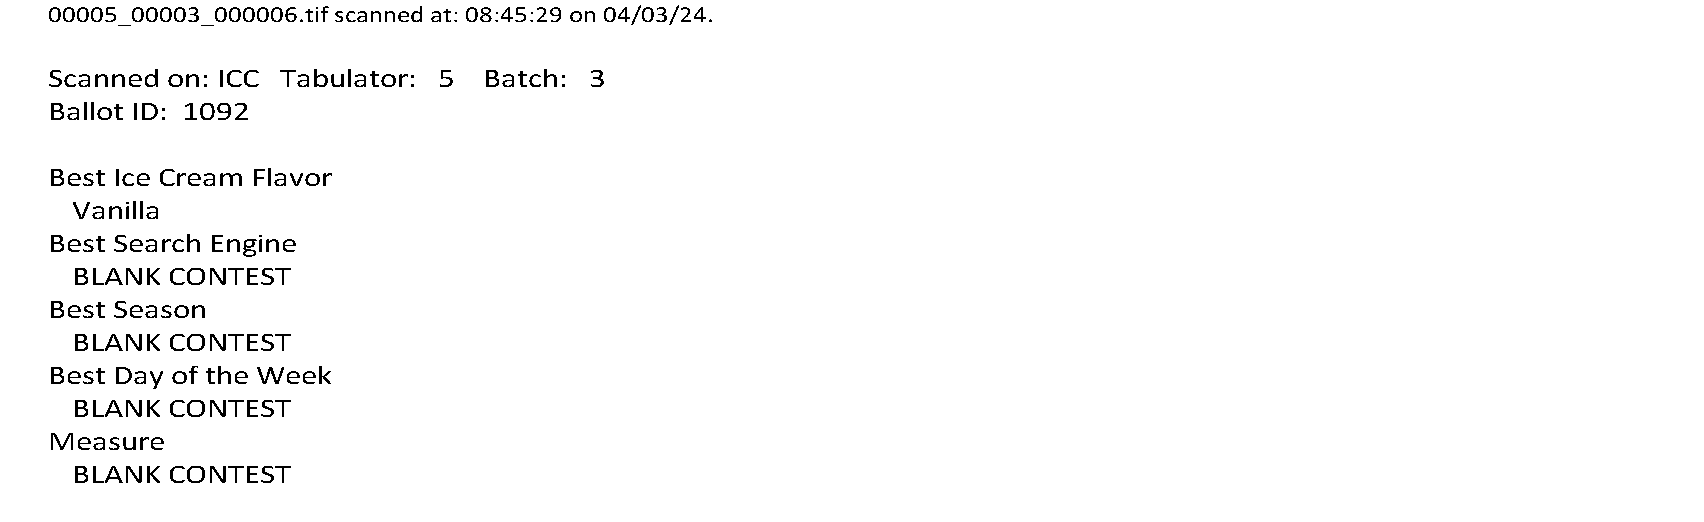 00005_00003_000006.tif scanned at: 08:45:29 on 04/03/24.
Scanned on: ICC Tabulator: 5 Batch: 3
Ballot ID: 1092
Best Ice Cream Flavor
Vanilla
Best Search Engine
BLANK CONTEST
Best Season
BLANK CONTEST
Best Day of the Week
BLANK CONTEST
Measure
BLANK CONTEST